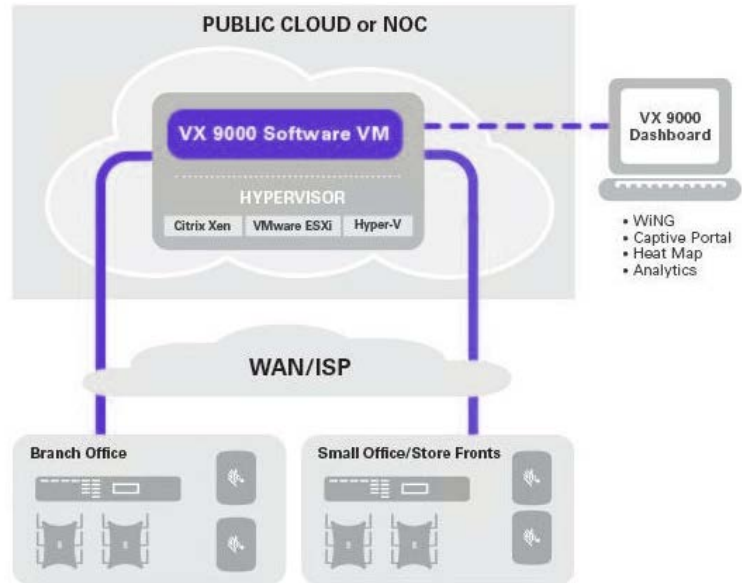 PUBLIC CLOUD or NOC
VX 9000 Software VM
HYPERVISOR
Citrix Xen
VMware ESXi
Hyper-V
VX 9000
Dashboard
• WiNG
• Captive Portal
• Heat Map
• Analytics
WAN/ISP
Branch Office
Small Office/Store Fronts